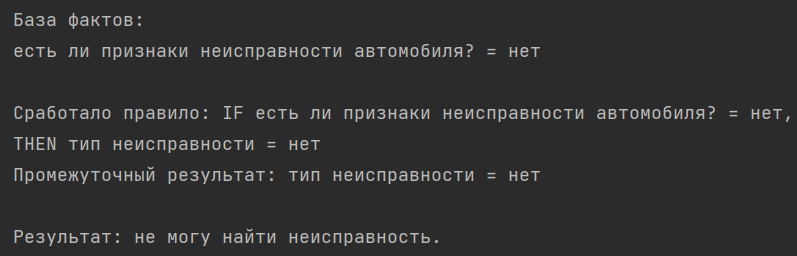 База фактов:
есть ли признаки неисправности автомобиля? = нет
Сработало правило: IF есть ли признаки неисправности автомобиля? = нет,
THEN тип неисправности = нет
Промежуточный результат: тип неисправности = нет
Результат: не могу найти неисправность.